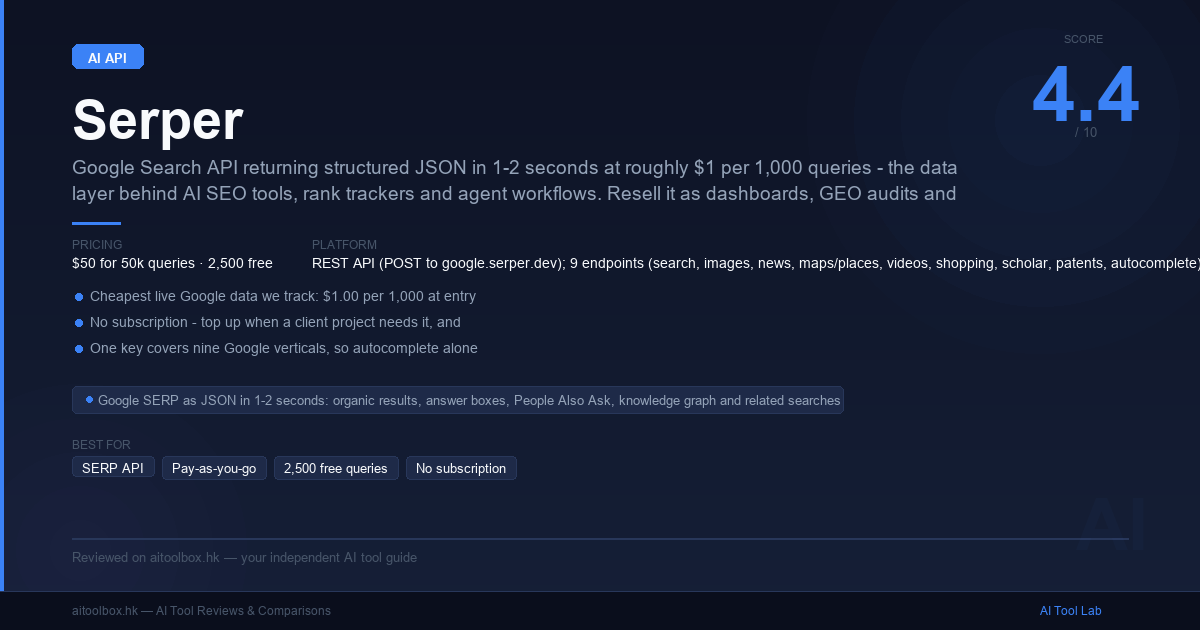 AI API
SCORE
4.4
/ 10
Serper
Google Search API returning structured JSON in 1-2 seconds at roughly $1 per 1,000 queries - the data
layer behind AI SEO tools, rank trackers and agent workflows. Resell it as dashboards, GEO audits and
PRICING
$50 for 50k queries · 2,500 free
PLATFORM
REST API (POST to google.serper.dev); 9 endpoints (search, images, news, maps/places, videos, shopping, scholar, patents, autocomplete)
Cheapest live Google data we track: $1.00 per 1,000 at entry
No subscription - top up when a client project needs it, and
One key covers nine Google verticals, so autocomplete alone
Google SERP as JSON in 1-2 seconds: organic results, answer boxes, People Also Ask, knowledge graph and related searches
BEST FOR
SERP API
Pay-as-you-go
2,500 free queries
No subscription
AI
Reviewed on aitoolbox.hk — your independent AI tool guide
aitoolbox.hk — AI Tool Reviews & Comparisons
AI Tool Lab